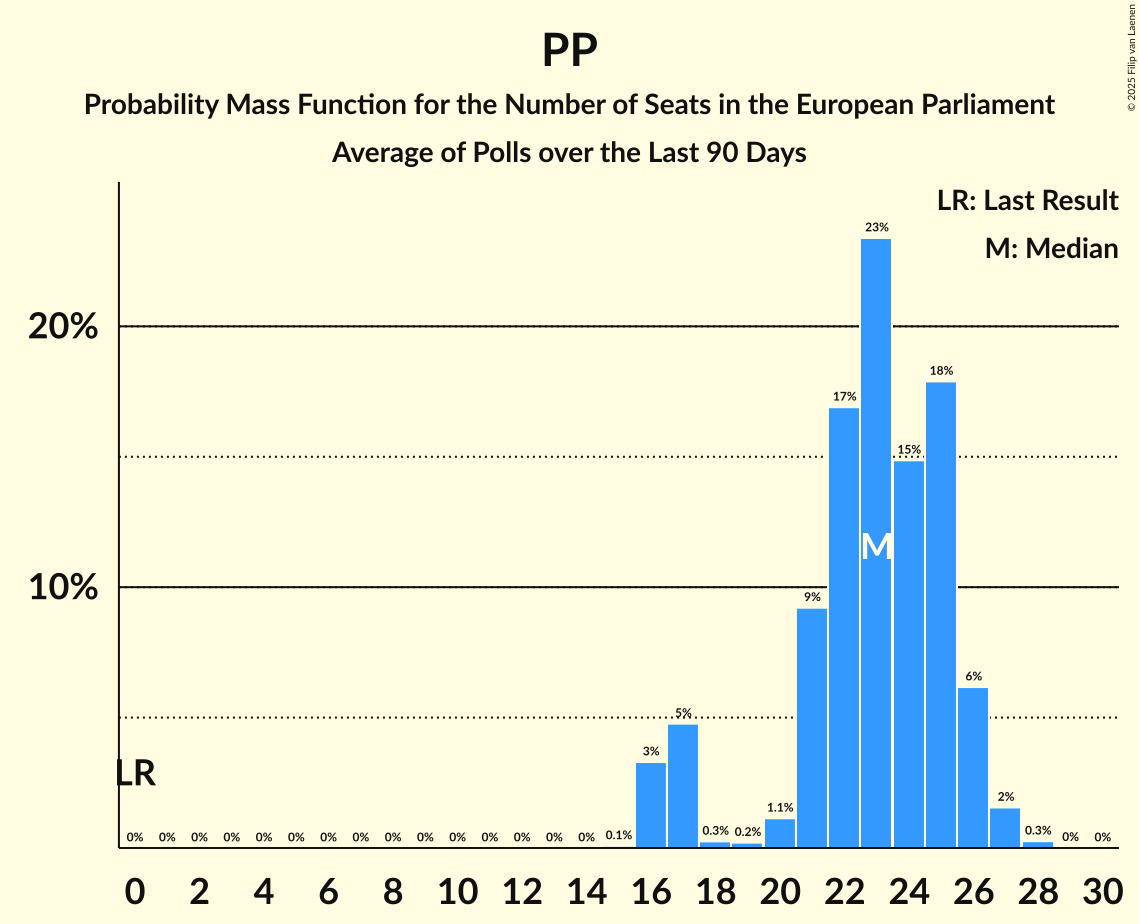 PP
Probability Mass Function for the Number of Seats in the European Parliament
Average of Polls over the Last 90 Days
© 2025 Filip van Laenen
LR: Last Result
M: Median
20%
10%
LR
M
0% 0% 0% 0% 0% 0% 0% 0% 0% 0% 0% 0% 0% 0% 0% 0.1% 3% 5% 0.3% 0.2% 1.1% 9% 17% 23% 15% 18% 6% 2% 0.3% 0% 0%
0 2 4 6 8 10 12 14 16 18 20 22 24 26 28 30